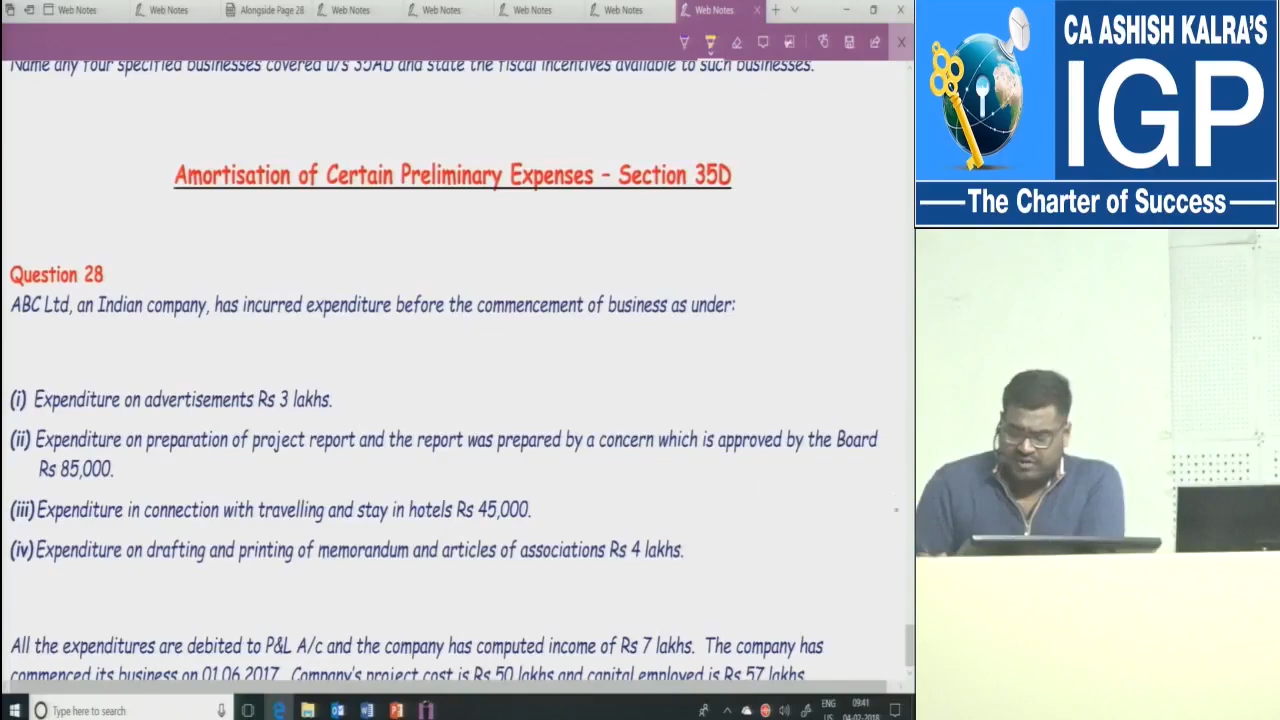 Web Notes
Web Notes
Alongside Page 28
Web Notes
Web Notes
Web Notes
Web Notes
Web Notes
Name any four specified businesses covered u/s 35AD and state the fiscal incentives available to such businesses.
Amortisation of Certain Preliminary Expenses - Section 35D
Question 28
ABC Ltd, an Indian company, has incurred expenditure before the commencement of business as under:
(i) Expenditure on advertisements Rs 3 lakhs.
(ii) Expenditure on preparation of project report and the report was prepared by a concern which is approved by the Board
Rs 85,000.
(iii) Expenditure in connection with travelling and stay in hotels Rs 45,000.
(iv) Expenditure on drafting and printing of memorandum and articles of associations Rs 4 lakhs.
All the expenditures are debited to P&L A/c and the company has computed income of Rs 7 lakhs. The company has
commenced its business on 01.06.2017. Company's project cost is Rs 50 lakhs and capital employed is Rs 57 lakhs.
Type here to search
ENG
US
09:41
04-02-2018
CA ASHISH KALRA'S
IGP
The Charter of Success